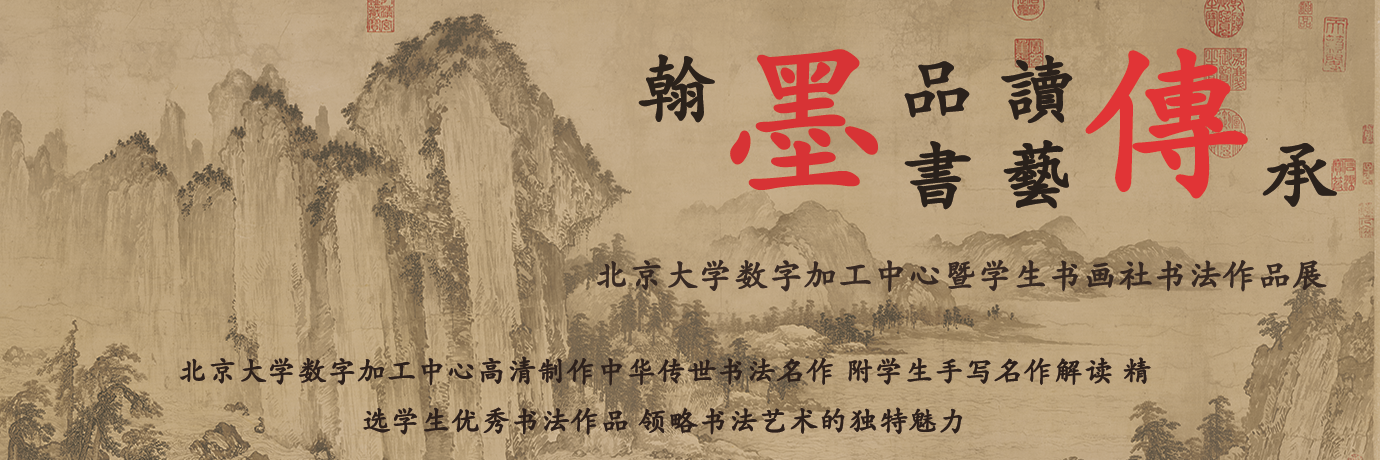 翰墨品讀傳承
書藝
北京大学数字加工中心暨学生书画社书法作品展
北京大学数字加工中心高清制作中华传世书法名作 附学生手写名作解读 精
选学生优秀书法作品 领略书法艺术的独特魅力